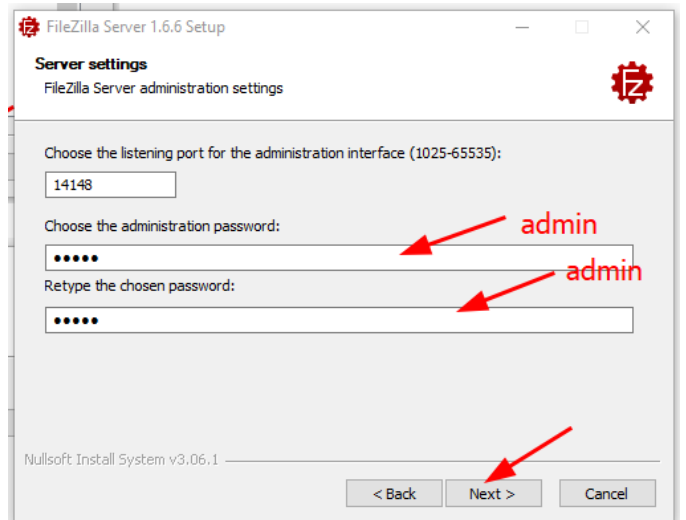 FileZilla Server 1.6.6 Setup
Server settings
FileZilla Server administration settings
Fz
Choose the listening port for the administration interface (1025-65535):
14148
Choose the administration password:
admin
•••••
admin
Retype the chosen password:
•••••
Nullsoft Install System v3.06.1
< Back Next > Cancel